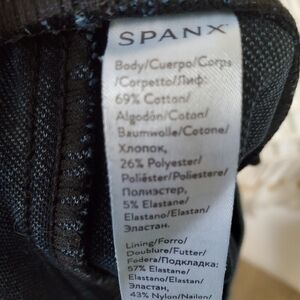 SPANX
Body/Cuerpo/Corps
/Corpetto/Лиф:
69% Cotton/
Algodón/Coton/
Baumwolle/Cotone/
Хлопок,
26% Polyester/
Poliéster/Poliestere/
Полиэстер,
5% Elastane/
Elastano/Elastan/
Эластан.
Lining/Forro/
Doublure/Futter/
Fodera/Подкладка:
57% Elastane/
Elastano/Elastan/
Эластан,
43% Nylon/Nailon/